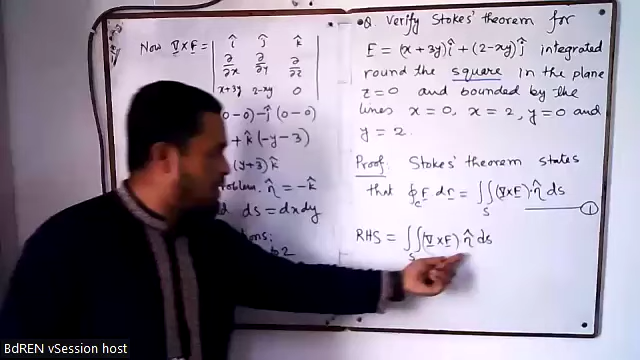 Now ∇×F = | î ĵ k̂ |
∂/∂x ∂/∂y ∂/∂z
x+3y 2-xy 0
0-0) - ĵ (0-0)
+ k̂ (-y-3)
(y+3) k̂
roblem. n̂ = -k̂
ds = dxdy
Q. Verify Stokes' theorem for
F = (x+3y)î + (2-xy)ĵ integrated
round the square in the plane
z=0 and bounded by the
lines x=0, x=2, y=0 and
y=2.
Proof: Stokes' theorem states
that ∮c F dr = ∬s (∇×F)·n̂ ds
①
RHS = ∬s (∇×F) n̂ ds
BdREN vSession host